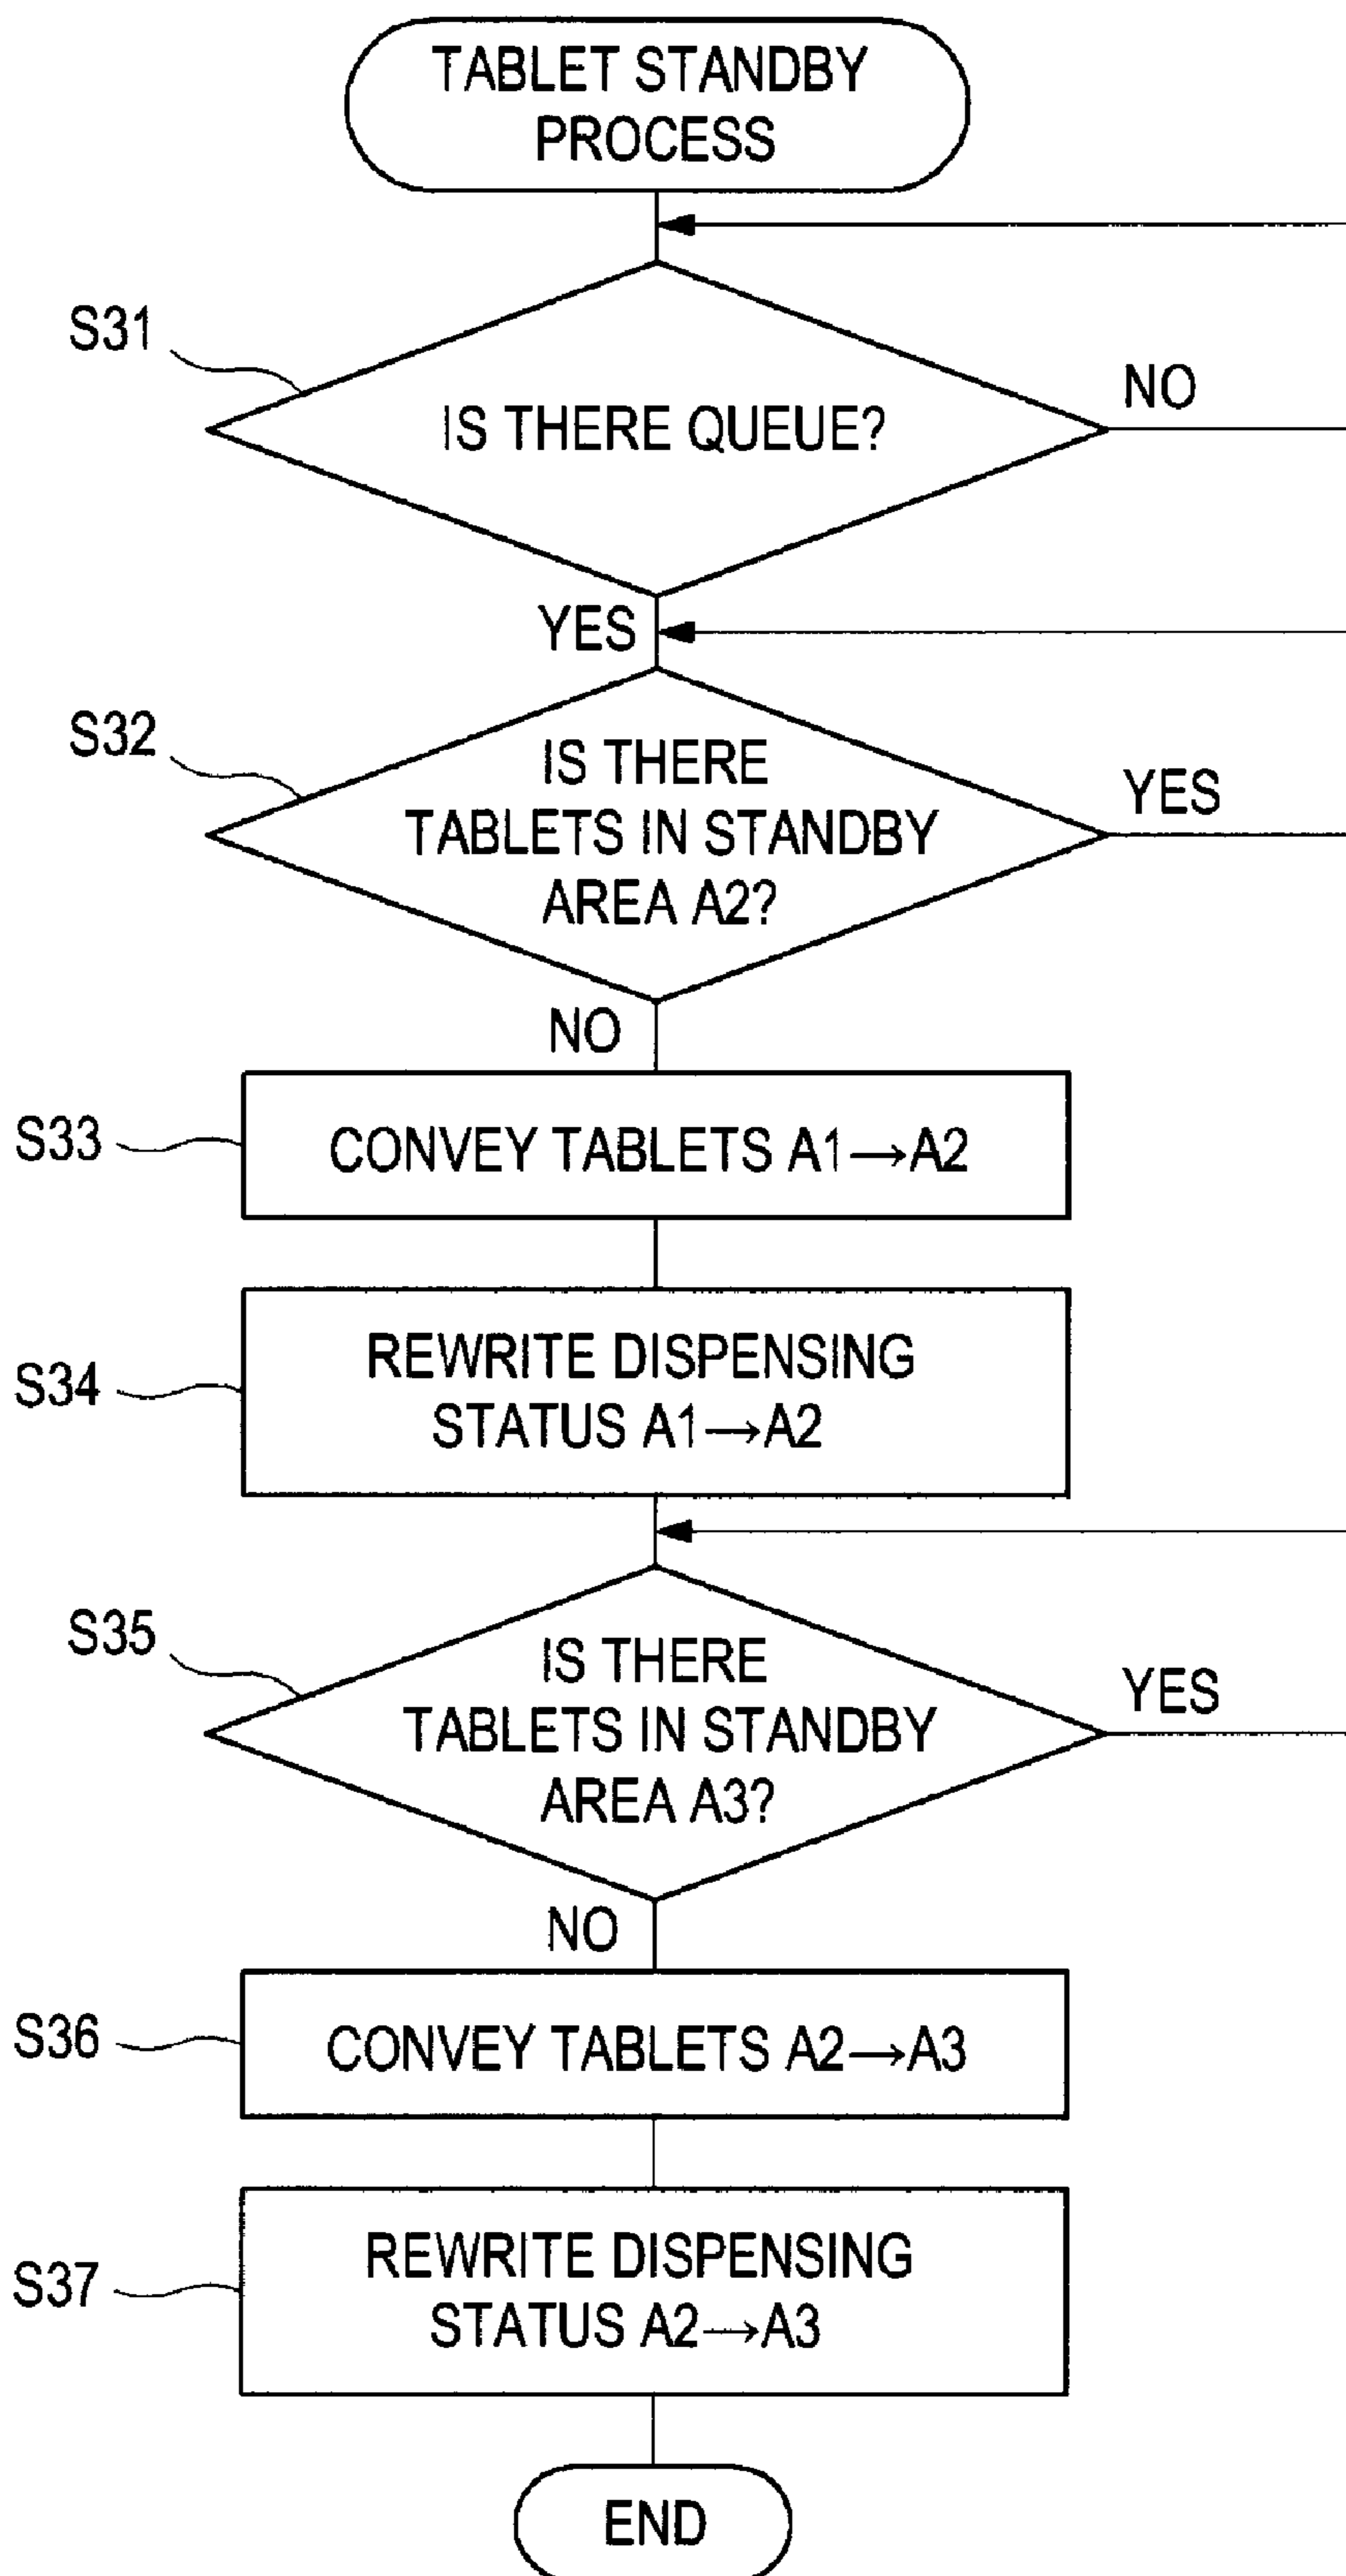 TABLET STANDBY
PROCESS
S31
IS THERE QUEUE?
NO
YES
S32
IS THERE
TABLETS IN STANDBY
AREA A2?
YES
NO
S33
CONVEY TABLETS A1→A2
S34
REWRITE DISPENSING
STATUS A1→A2
S35
IS THERE
TABLETS IN STANDBY
AREA A3?
YES
NO
S36
CONVEY TABLETS A2→A3
S37
REWRITE DISPENSING
STATUS A2→A3
END